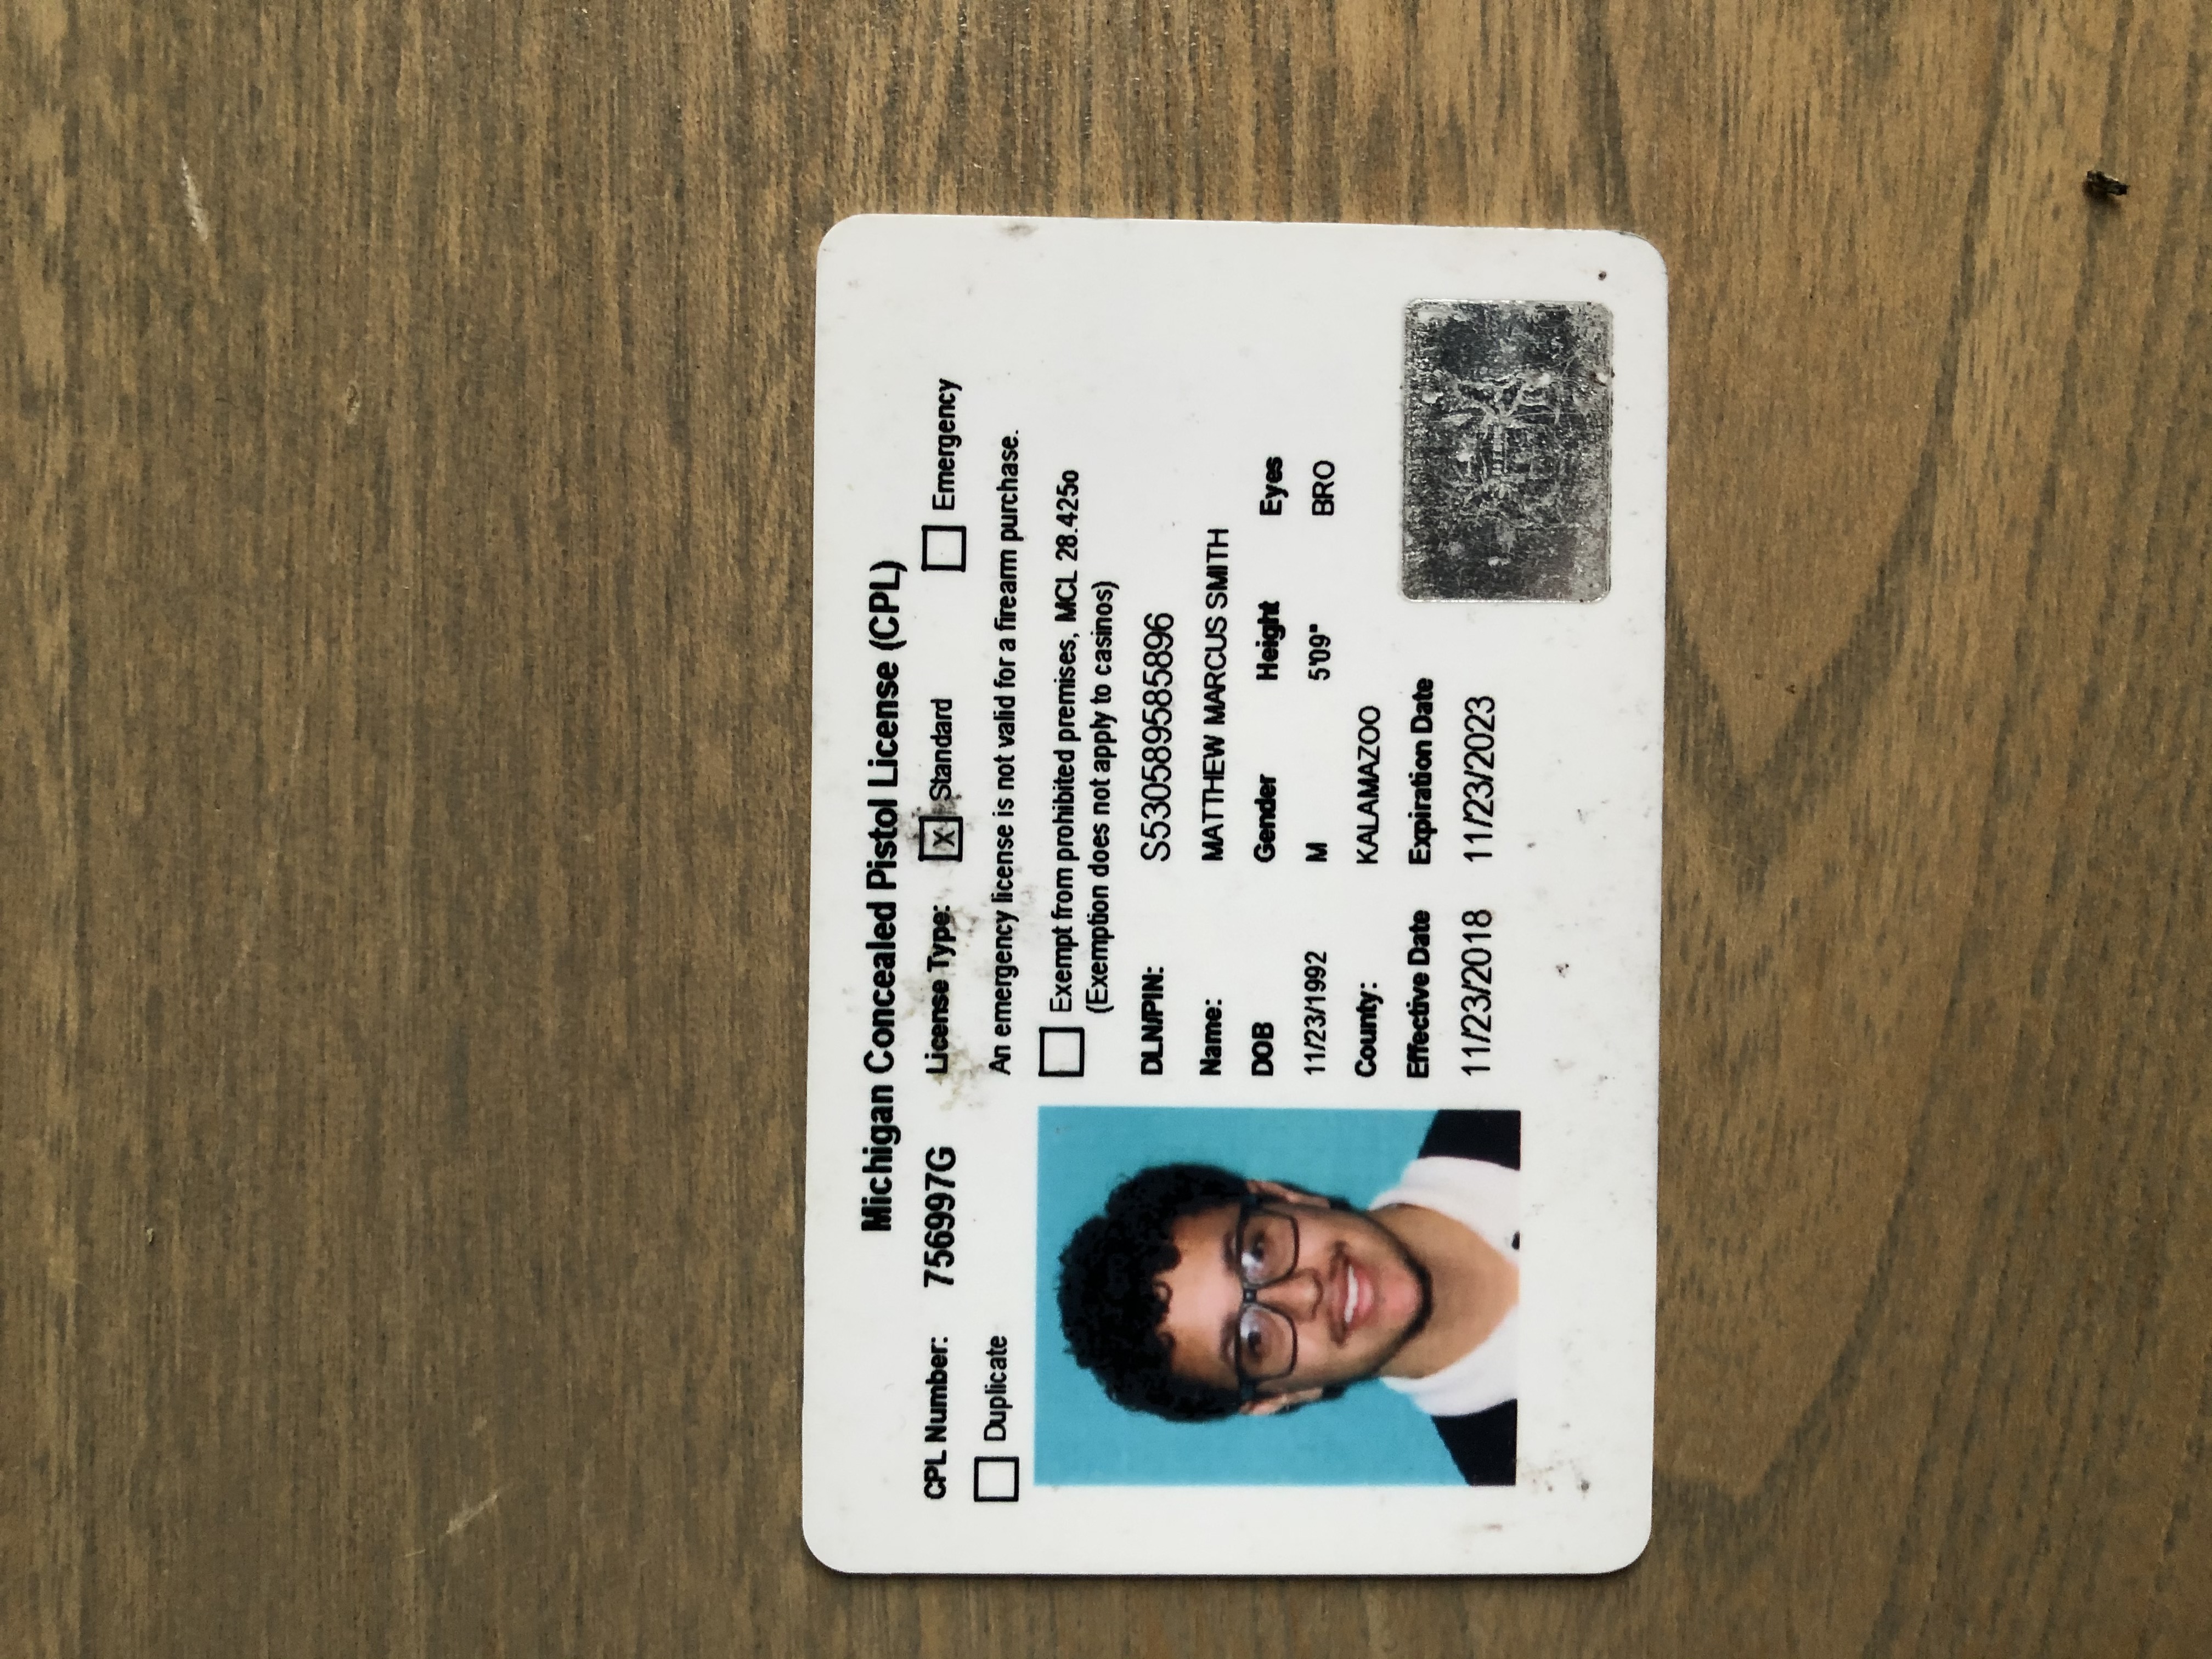 Michigan Concealed Pistol License (CPL)
CPL Number: 756997G License Type: X Standard Emergency
Duplicate An emergency license is not valid for a firearm purchase.
Exempt from prohibited premises, MCL 28.425o
(Exemption does not apply to casinos)
DLN/PIN: S530589585896
Name: MATTHEW MARCUS SMITH
DOB Gender Height Eyes
11/23/1992 M 5'09" BRO
County: KALAMAZOO
Effective Date Expiration Date
11/23/2018 11/23/2023